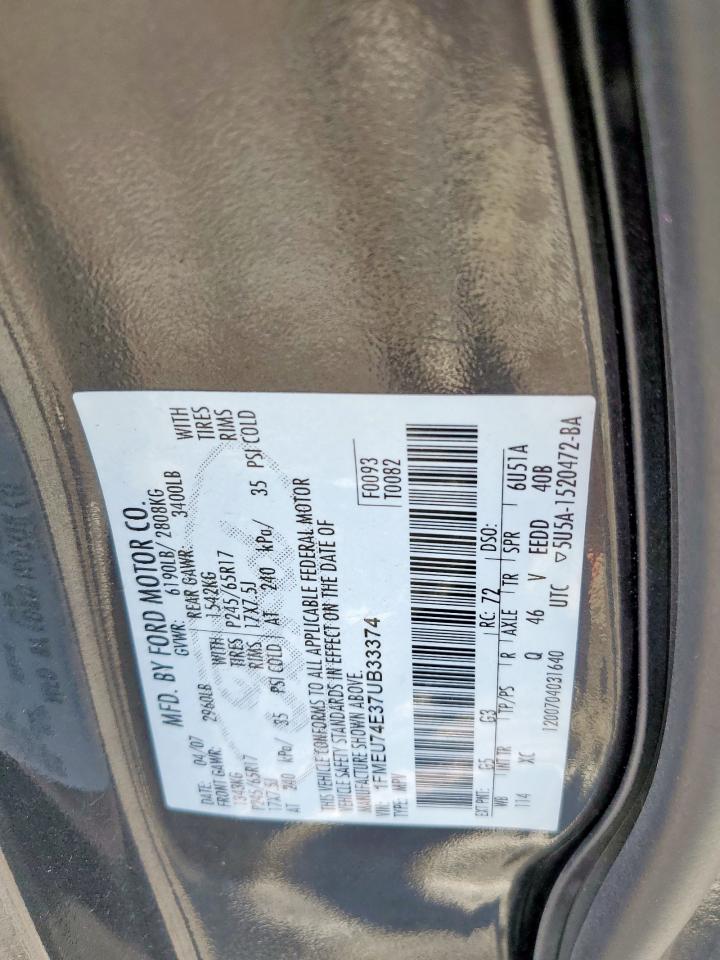 MFD. BY FORD MOTOR CO.
DATE: 04/07 GVWR: 6190LB/ 2808KG
FRONT GAWR: 2960LB REAR GAWR: 3400LB
1343KG WITH 1542KG WITH
P245/65R17 TIRES P245/65R17 TIRES
17X7.5J RIMS 17X7.5J RIMS
AT 240 kPa/ 35 PSI COLD AT 240 kPa/ 35 PSI COLD
THIS VEHICLE CONFORMS TO ALL APPLICABLE FEDERAL MOTOR
VEHICLE SAFETY STANDARDS IN EFFECT ON THE DATE OF
MANUFACTURE SHOWN ABOVE.
VIN: 1FMEU74E37UB33374 F0093
TYPE: MPV T0082
EXT PNT: G3 RC: 72 DSO:
WB INT TR TP/PS R AXLE TR SPR 6U51A
114 XC Q 46 V EEDD 40B
1200704031640 UTC ▽5U5A-1520472-BA